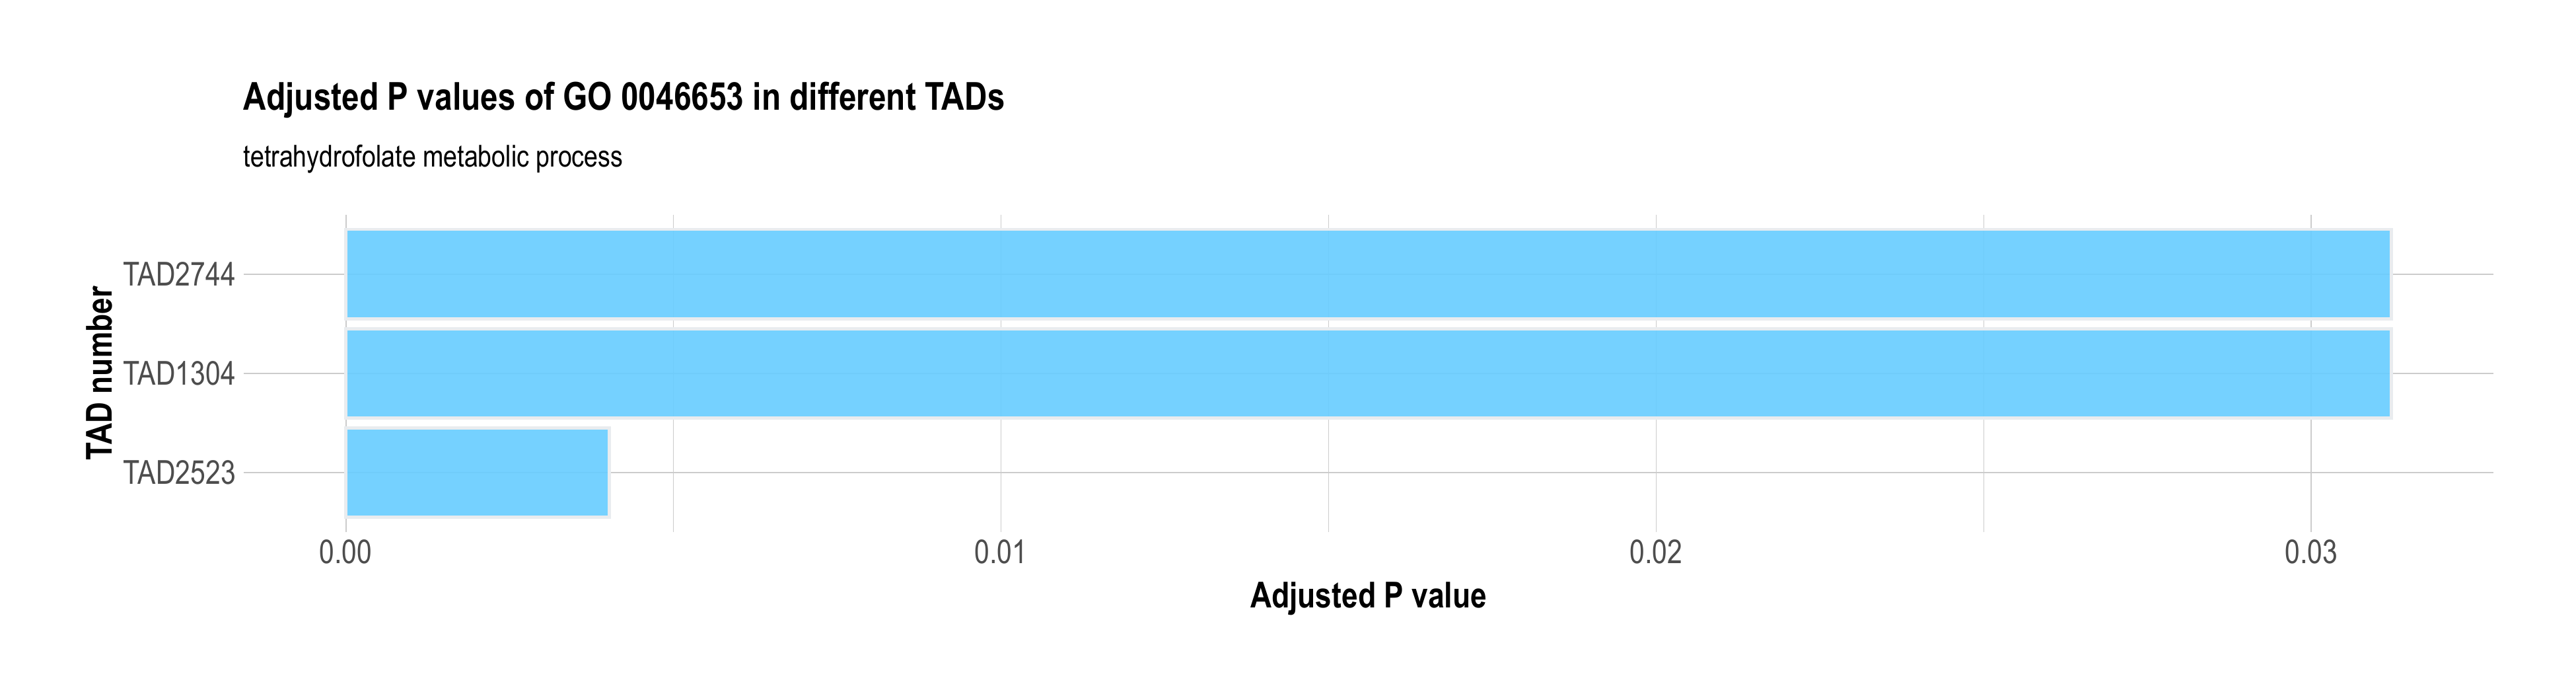 Adjusted P values of GO 0046653 in different TADs
tetrahydrofolate metabolic process
TAD number
TAD2744
TAD1304
TAD2523
0.00 0.01 0.02 0.03
Adjusted P value